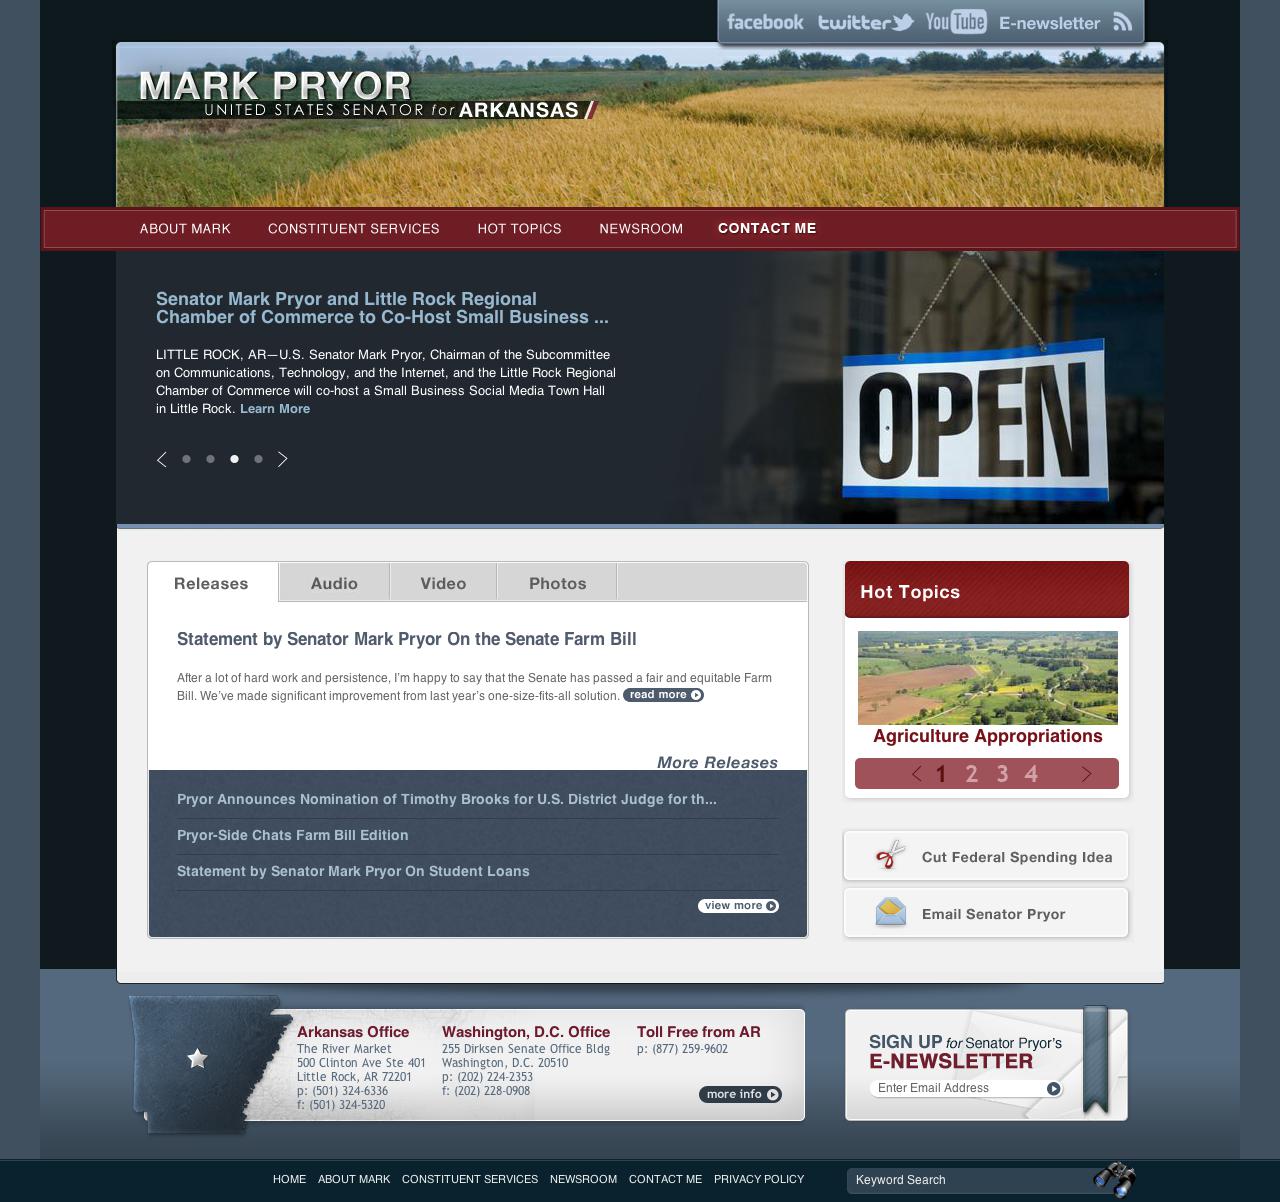 facebook twitter YouTube E-newsletter
MARK PRYOR
UNITED STATES SENATOR for ARKANSAS /
ABOUT MARK CONSTITUENT SERVICES HOT TOPICS NEWSROOM CONTACT ME
Senator Mark Pryor and Little Rock Regional
Chamber of Commerce to Co-Host Small Business ...
LITTLE ROCK, AR—U.S. Senator Mark Pryor, Chairman of the Subcommittee
on Communications, Technology, and the Internet, and the Little Rock Regional
Chamber of Commerce will co-host a Small Business Social Media Town Hall
in Little Rock. Learn More
OPEN
Releases Audio Video Photos
Statement by Senator Mark Pryor On the Senate Farm Bill
After a lot of hard work and persistence, I'm happy to say that the Senate has passed a fair and equitable Farm
Bill. We've made significant improvement from last year's one-size-fits-all solution. read more
More Releases
Pryor Announces Nomination of Timothy Brooks for U.S. District Judge for th...
Pryor-Side Chats Farm Bill Edition
Statement by Senator Mark Pryor On Student Loans
view more
Hot Topics
Agriculture Appropriations
1 2 3 4
Cut Federal Spending Idea
Email Senator Pryor
Arkansas Office
The River Market
500 Clinton Ave Ste 401
Little Rock, AR 72201
p: (501) 324-6336
f: (501) 324-5320
Washington, D.C. Office
255 Dirksen Senate Office Bldg
Washington, D.C. 20510
p: (202) 224-2353
f: (202) 228-0908
Toll Free from AR
p: (877) 259-9602
more info
SIGN UP for Senator Pryor's
E-NEWSLETTER
Enter Email Address
HOME ABOUT MARK CONSTITUENT SERVICES NEWSROOM CONTACT ME PRIVACY POLICY
Keyword Search